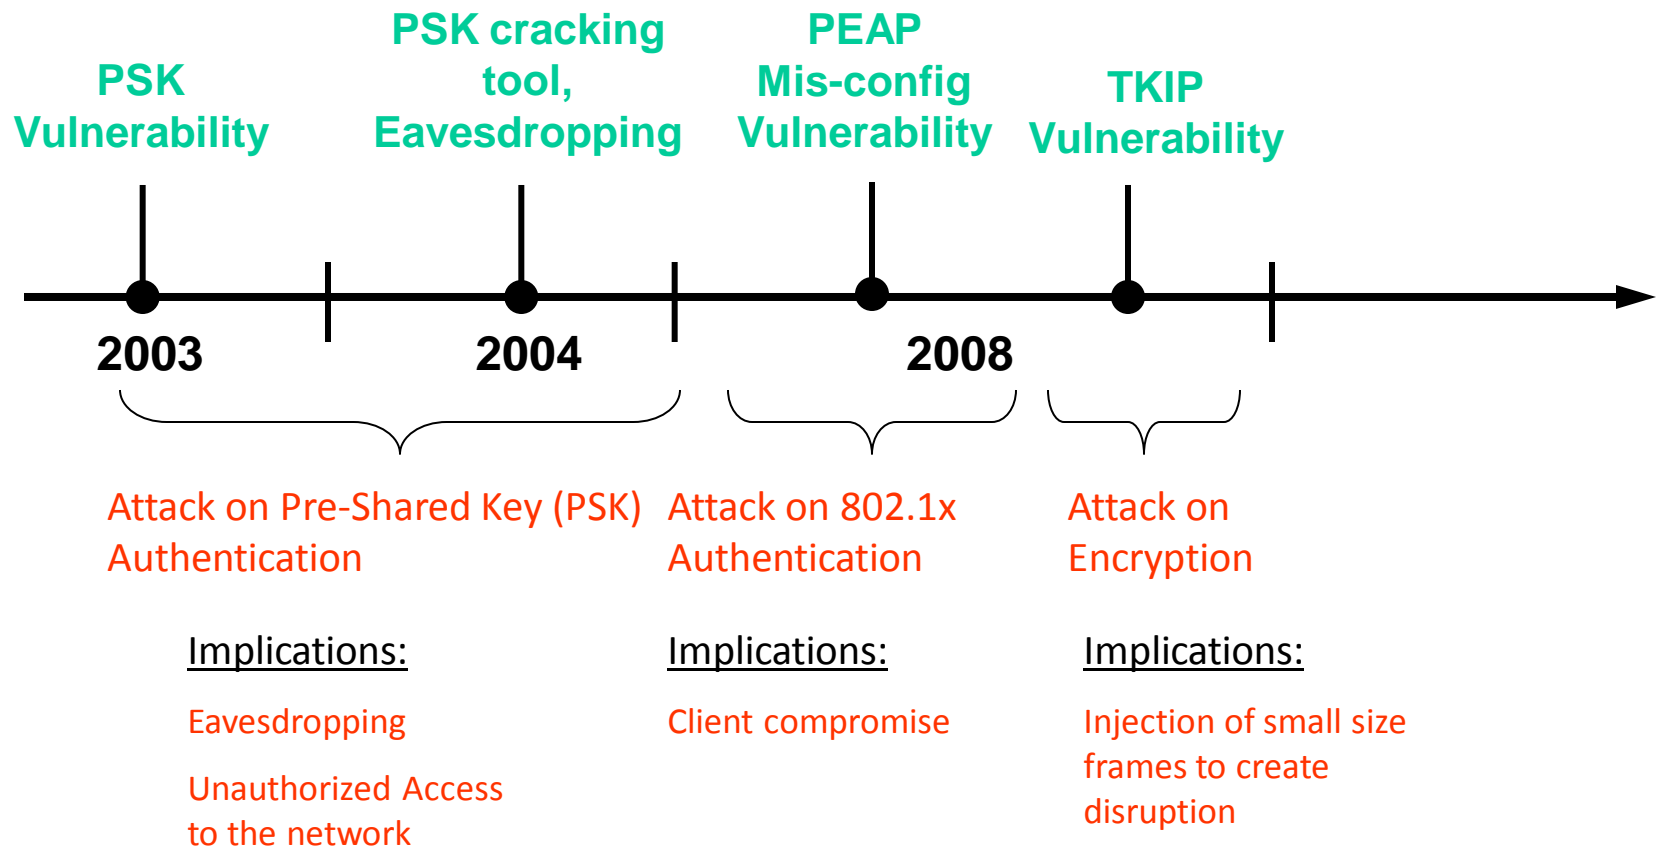 PSK
Vulnerability
PSK cracking
tool,
Eavesdropping
PEAP
Mis-config
Vulnerability
TKIP
Vulnerability
2003
2004
2008
Attack on Pre-Shared Key (PSK)
Authentication
Attack on 802.1x
Authentication
Attack on
Encryption
Implications:
Eavesdropping
Unauthorized Access
to the network
Implications:
Client compromise
Implications:
Injection of small size
frames to create
disruption